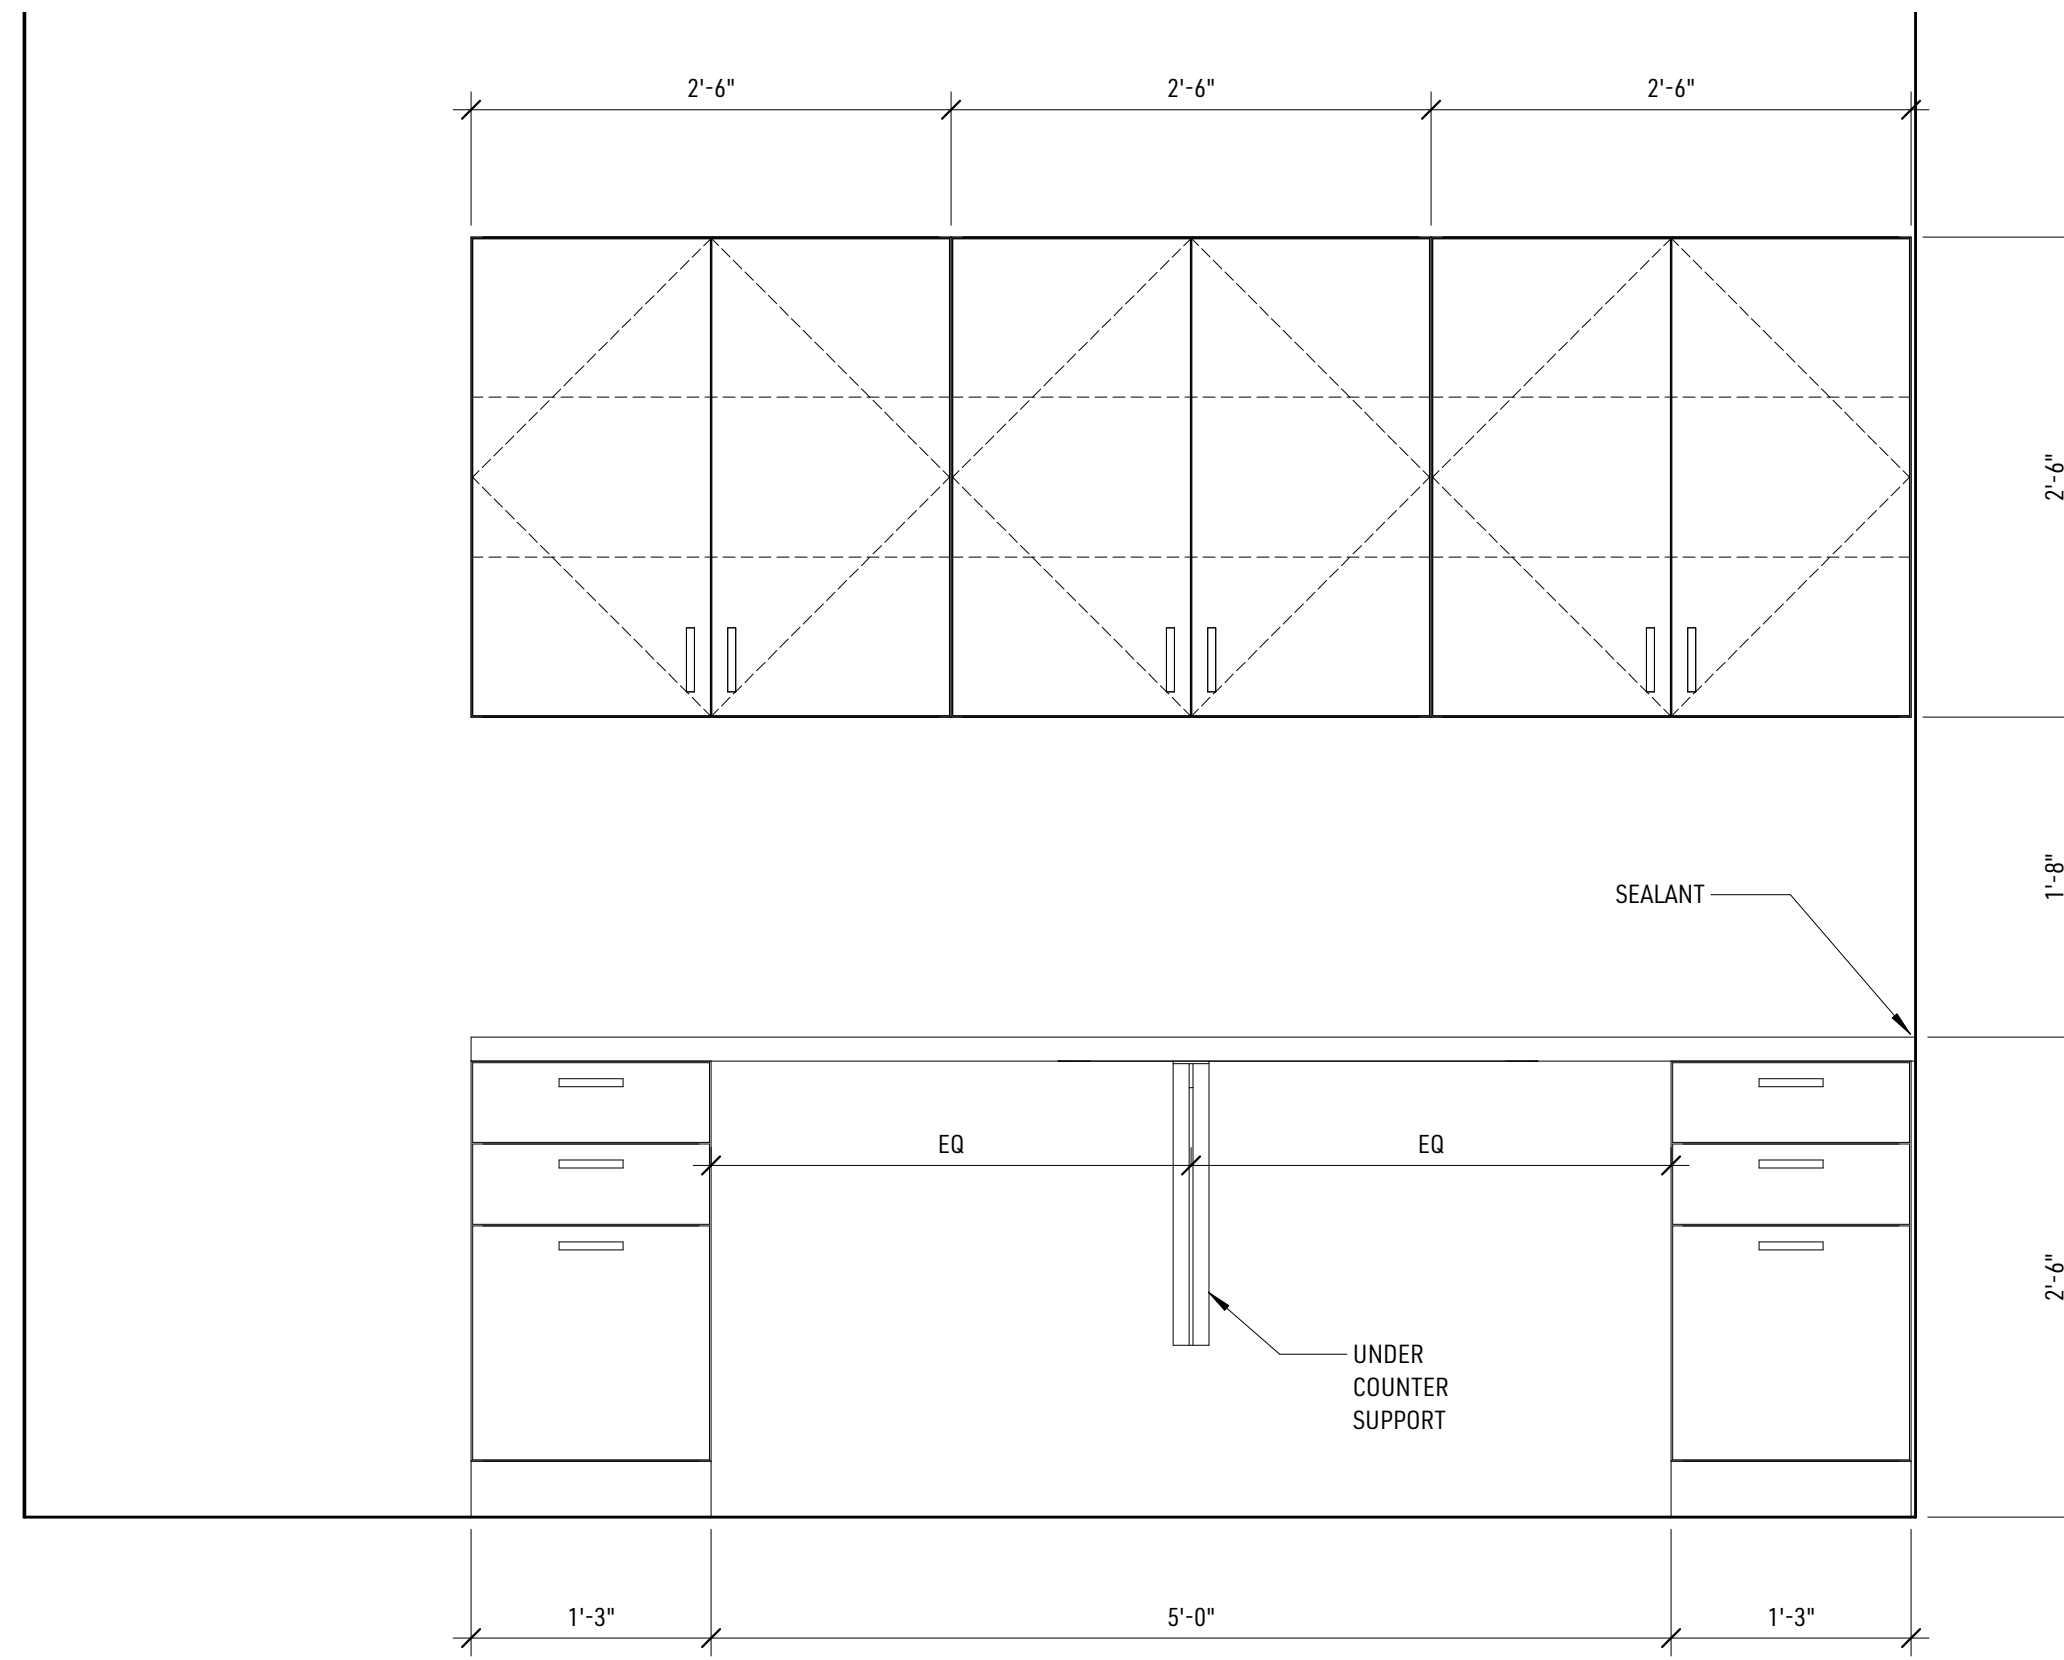 2'-6"
2'-6"
2'-6"
2'-6"
1'-8"
SEALANT
EQ
EQ
2'-6"
UNDER
COUNTER
SUPPORT
1'-3"
5'-0"
1'-3"